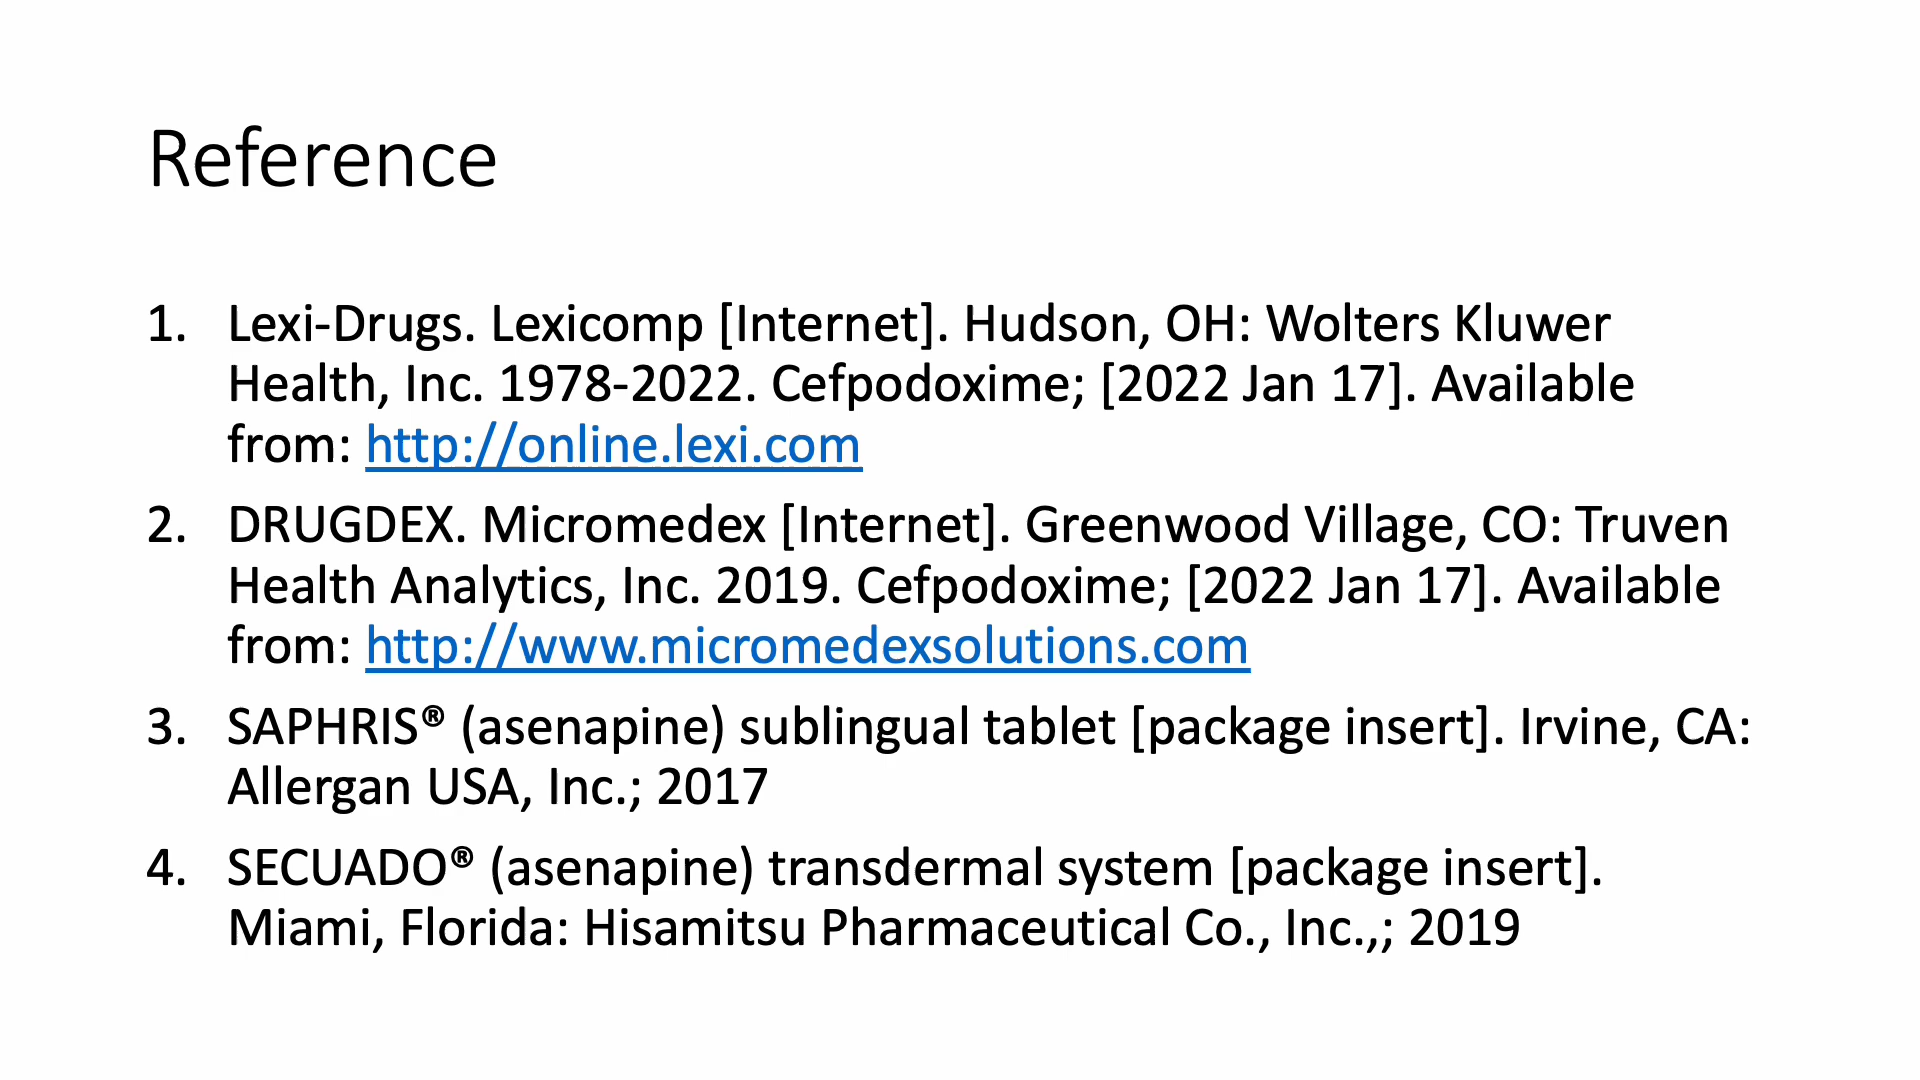 Reference
1. Lexi-Drugs. Lexicomp [Internet]. Hudson, OH: Wolters Kluwer
Health, Inc. 1978-2022. Cefpodoxime; [2022 Jan 17]. Available
from: http://online.lexi.com
2. DRUGDEX. Micromedex [Internet]. Greenwood Village, CO: Truven
Health Analytics, Inc. 2019. Cefpodoxime; [2022 Jan 17]. Available
from: http://www.micromedexsolutions.com
3. SAPHRIS® (asenapine) sublingual tablet [package insert]. Irvine, CA:
Allergan USA, Inc.; 2017
4. SECUADO® (asenapine) transdermal system [package insert].
Miami, Florida: Hisamitsu Pharmaceutical Co., Inc.,; 2019